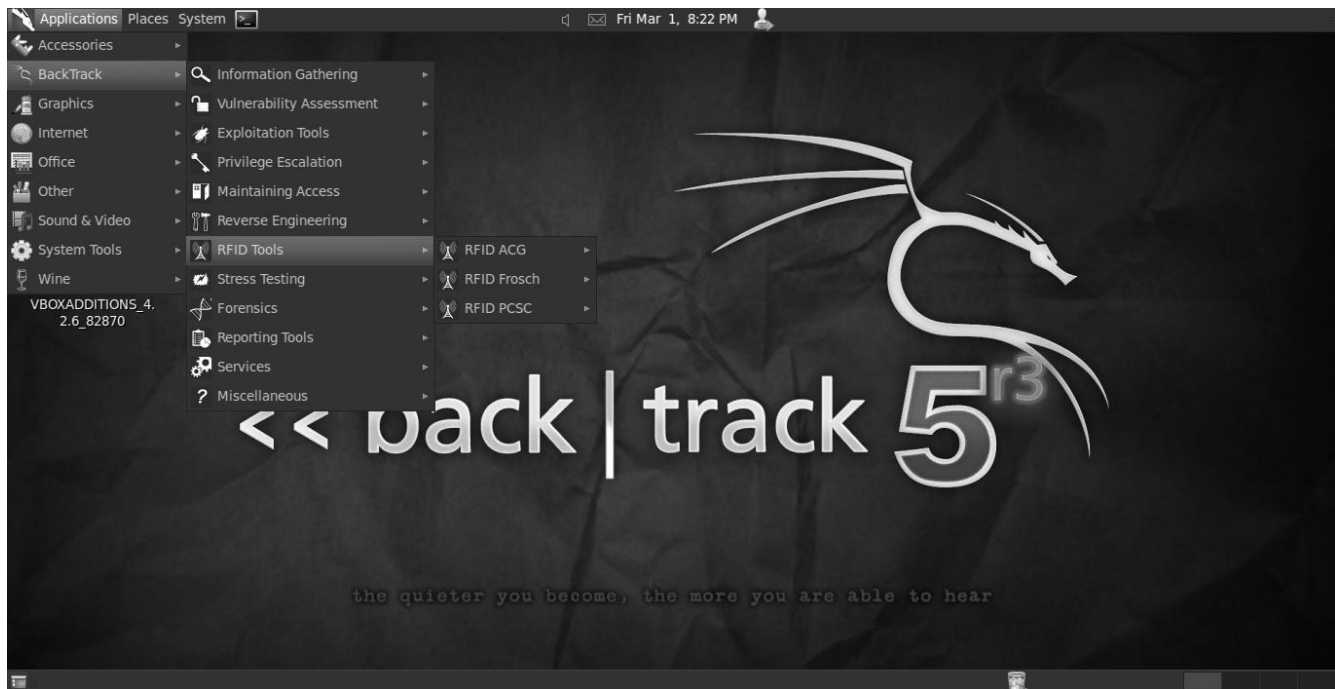 Applications Places System Fri Mar 1, 8:22 PM
Accessories
BackTrack
Graphics
Internet
Office
Other
Sound & Video
System Tools
Wine
VBOXADDITIONS_4.
2.6_82870
Information Gathering
Vulnerability Assessment
Exploitation Tools
Privilege Escalation
Maintaining Access
Reverse Engineering
RFID Tools
Stress Testing
Forensics
Reporting Tools
Services
Miscellaneous
RFID ACG
RFID Frosch
RFID PCSC
<< back | track 5 r3
the quieter you become, the more you are able to hear